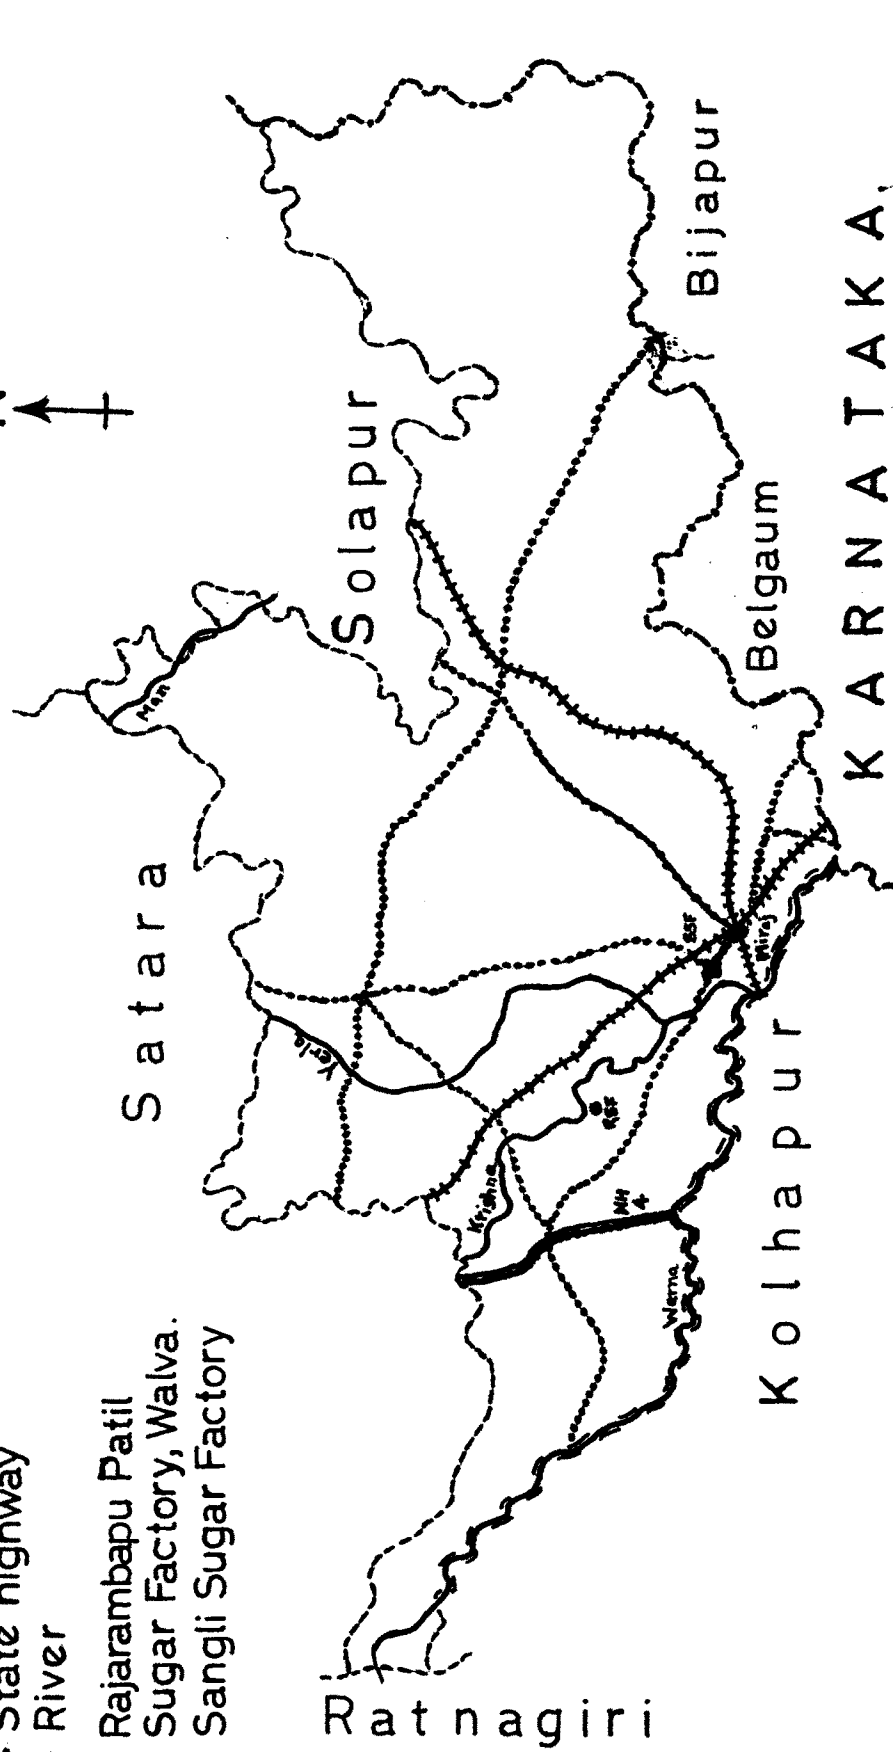 State highway
River
Rajarambapu Patil
Sugar Factory, Walva.
Sangli Sugar Factory
Satara
Man
Solapur
Yerla
Krishna
SSF
Miraj
RSF
NH
4
Warna
Ratnagiri
Kolhapur
Belgaum
Bijapur
KARNATAKA.